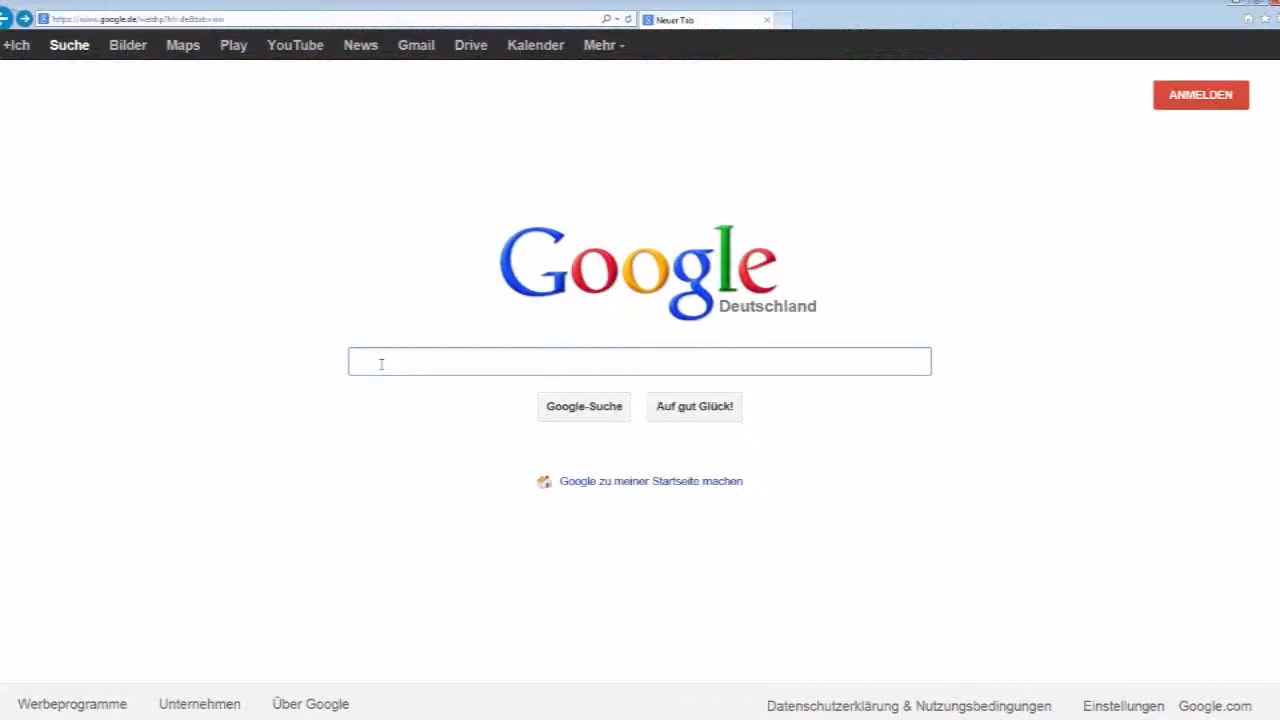 https://www.google.de/webhp?hl=de&tab=ww
Neuer Tab
+Ich Suche Bilder Maps Play YouTube News Gmail Drive Kalender Mehr
ANMELDEN
Google
Deutschland
Google-Suche Auf gut Glück!
Google zu meiner Startseite machen
Werbeprogramme Unternehmen Über Google Datenschutzerklärung & Nutzungsbedingungen Einstellungen Google.com